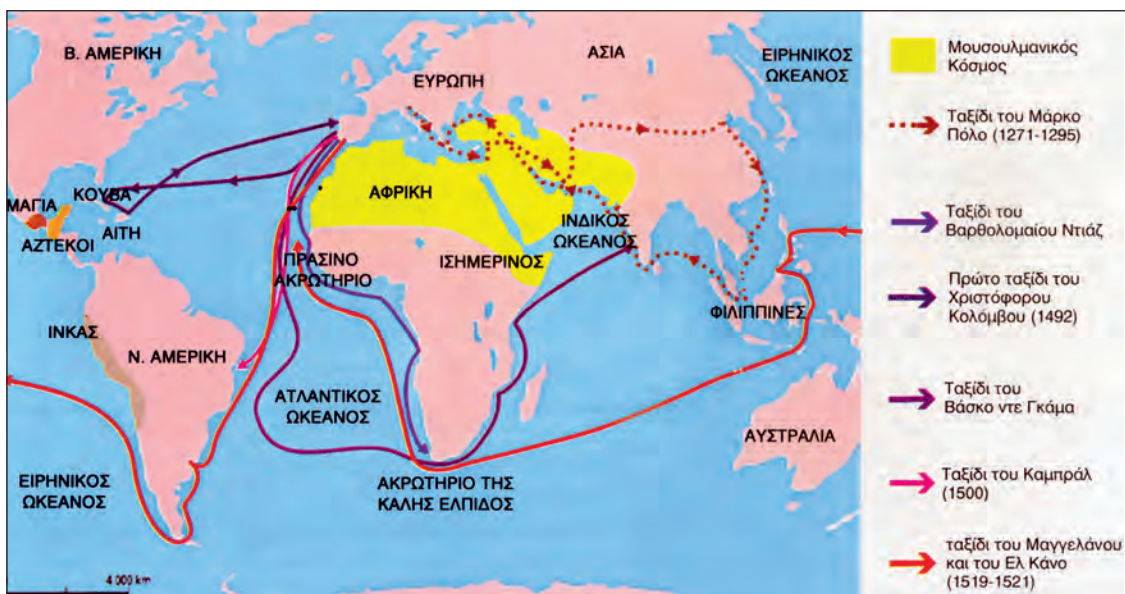 Β. ΑΜΕΡΙΚΗ
ΕΥΡΩΠΗ
ΑΣΙΑ
ΕΙΡΗΝΙΚΟΣ
ΩΚΕΑΝΟΣ
ΚΟΥΒΑ
ΜΑΓΙΑ
ΑΖΤΕΚΟΙ
ΑΙΤΗ
ΑΦΡΙΚΗ
ΙΝΔΙΚΟΣ
ΩΚΕΑΝΟΣ
ΠΡΑΣΙΝΟ
ΑΚΡΩΤΗΡΙΟ
ΙΣΗΜΕΡΙΝΟΣ
ΦΙΛΙΠΠΙΝΕΣ
ΙΝΚΑΣ
Ν. ΑΜΕΡΙΚΗ
ΑΤΛΑΝΤΙΚΟΣ
ΩΚΕΑΝΟΣ
ΑΥΣΤΡΑΛΙΑ
ΕΙΡΗΝΙΚΟΣ
ΩΚΕΑΝΟΣ
ΑΚΡΩΤΗΡΙΟ ΤΗΣ
ΚΑΛΗΣ ΕΛΠΙΔΟΣ
4 000 km
Μουσουλμανικός
Κόσμος
Ταξίδι του Μάρκο
Πόλο (1271-1295)
Ταξίδι του
Βαρθολομαίου Ντιάζ
Πρώτο ταξίδι του
Χριστόφορου
Κολόμβου (1492)
Ταξίδι του
Βάσκο ντε Γκάμα
Ταξίδι του Καμπράλ
(1500)
ταξίδι του Μαγγελάνου
και του Ελ Κάνο
(1519-1521)